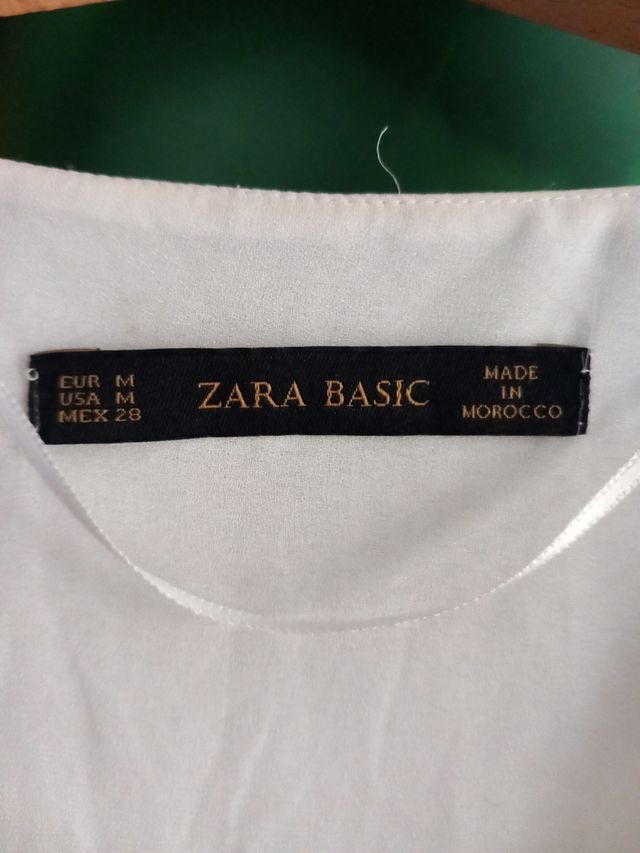 EUR M
USA M
MEX 28
ZARA BASIC
MADE
IN
MOROCCO